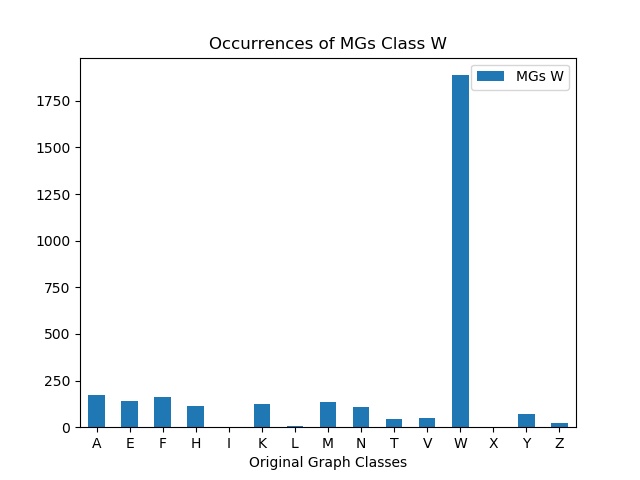 Occurrences of MGs Class W
MGs W
1750
1500
1250
1000
750
500
250
0
A E F H I K L M N T V W X Y Z
Original Graph Classes